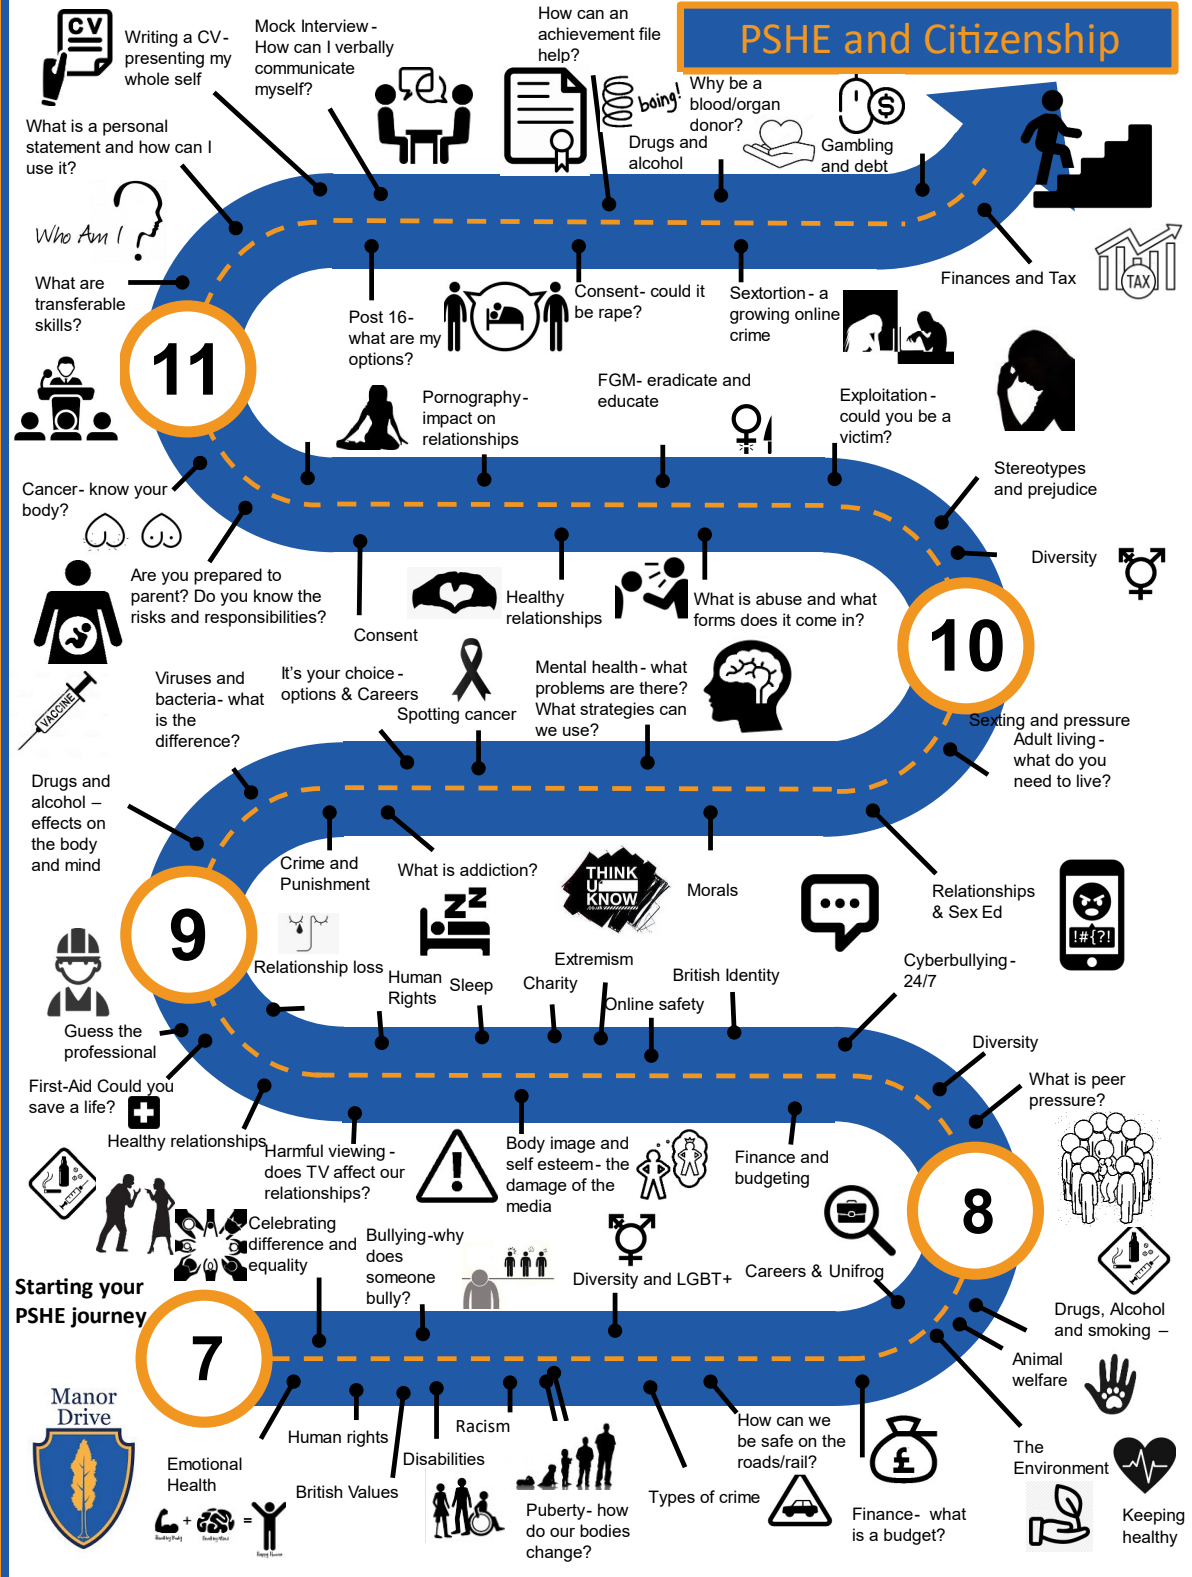 PSHE and Citizenship
CV
Writing a CV-
presenting my
whole self
Mock Interview-
How can I verbally
communicate
myself?
How can an
achievement file
help?
boing!
Why be a
blood/organ
donor?
Drugs and
alcohol
$
Gambling
and debt
What is a personal
statement and how can I
use it?
Who Am I
?
What are
transferable
skills?
Finances and Tax
TAX
Post 16-
what are my
options?
Consent- could it
be rape?
Sextortion- a
growing online
crime
11
Pornography-
impact on
relationships
FGM- eradicate and
educate
Exploitation-
could you be a
victim?
Stereotypes
and prejudice
Cancer- know your
body?
Diversity
Are you prepared to
parent? Do you know the
risks and responsibilities?
Consent
Healthy
relationships
What is abuse and what
forms does it come in?
10
VACCINE
Viruses and
bacteria- what
is the
difference?
It's your choice-
options & Careers
Spotting cancer
Mental health- what
problems are there?
What strategies can
we use?
Sexting and pressure
Adult living-
what do you
need to live?
Drugs and
alcohol –
effects on
the body
and mind
Crime and
Punishment
What is addiction?
THINK
U
KNOW
.co.uk
Morals
Relationships
& Sex Ed
!#{?!
9
ZZ
Relationship loss
Human
Rights
Sleep
Charity
Extremism
Online safety
British Identity
Cyberbullying-
24/7
Guess the
professional
First-Aid Could you
save a life?
Healthy relationships
Diversity
What is peer
pressure?
Harmful viewing-
does TV affect our
relationships?
Body image and
self esteem- the
damage of the
media
Finance and
budgeting
8
Celebrating
difference and
equality
Bullying-why
does
someone
bully?
Diversity and LGBT+
Careers & Unifrog
Starting your
PSHE journey
7
Drugs, Alcohol
and smoking –
Animal
welfare
The
Environment
Keeping
healthy
Manor
Drive
Emotional
Health
Healthy Body
+
Healthy Mind
=
Happy Human
Human rights
British Values
Disabilities
Racism
Puberty- how
do our bodies
change?
Types of crime
How can we
be safe on the
roads/rail?
£
Finance- what
is a budget?